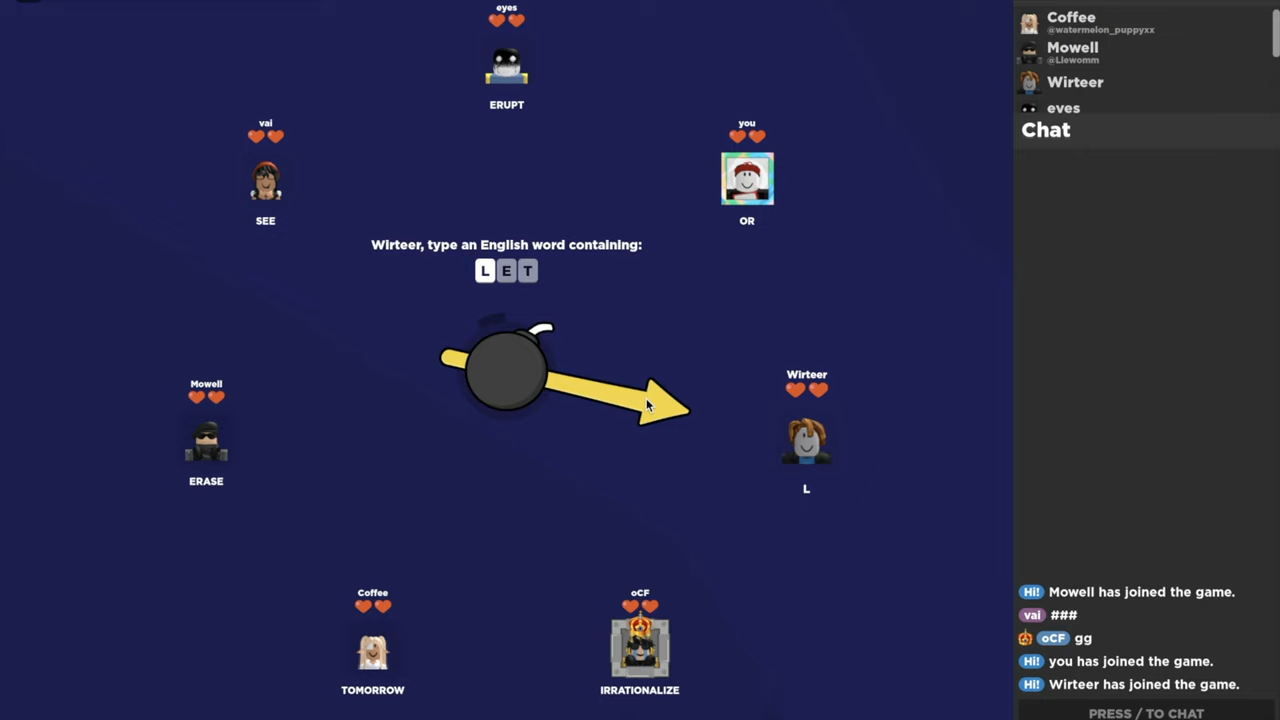 eyes
ERUPT
vai
SEE
you
OR
Wirteer, type an English word containing:
L E T
Mowell
ERASE
Wirteer
L
Coffee
TOMORROW
oCF
IRRATIONALIZE
Coffee
@watermelon_puppyxx
Mowell
@Llewomm
Wirteer
eyes
Chat
Hi! Mowell has joined the game.
vai ###
oCF gg
Hi! you has joined the game.
Hi! Wirteer has joined the game.
PRESS / TO CHAT